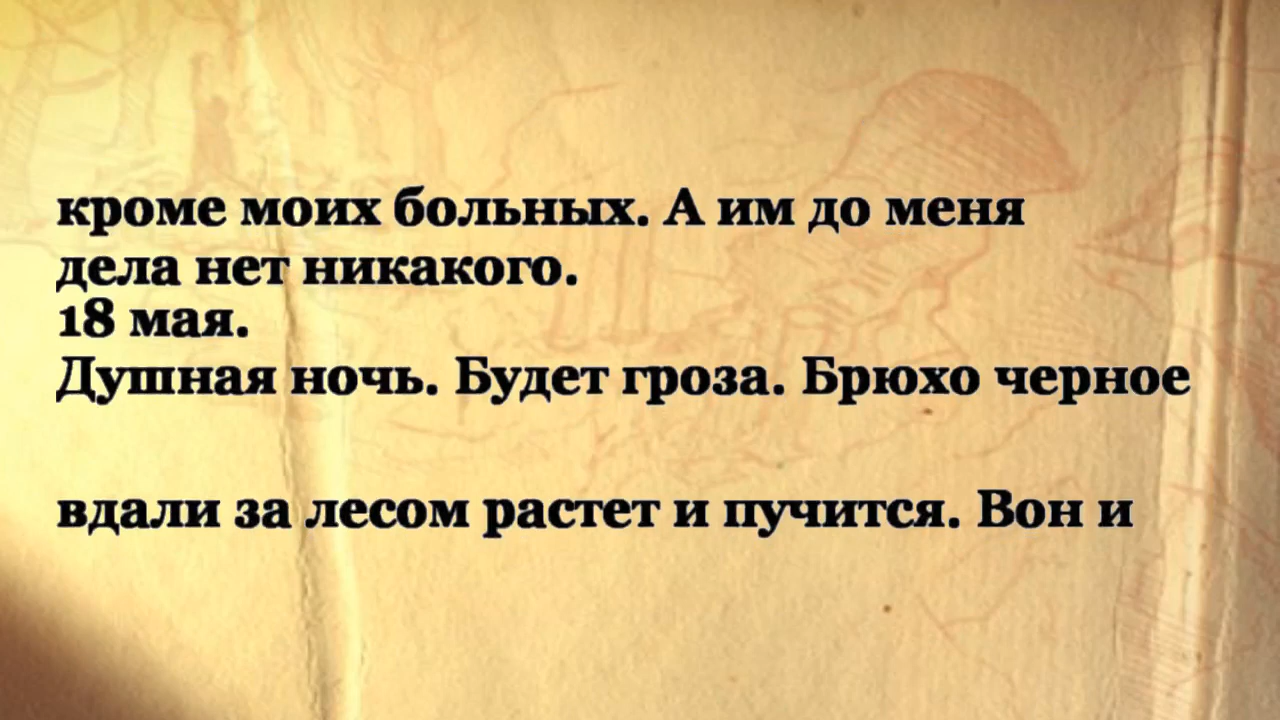 кроме моих больных. А им до меня
дела нет никакого.
18 мая.
Душная ночь. Будет гроза. Брюхо черное
вдали за лесом растет и пучится. Вон и